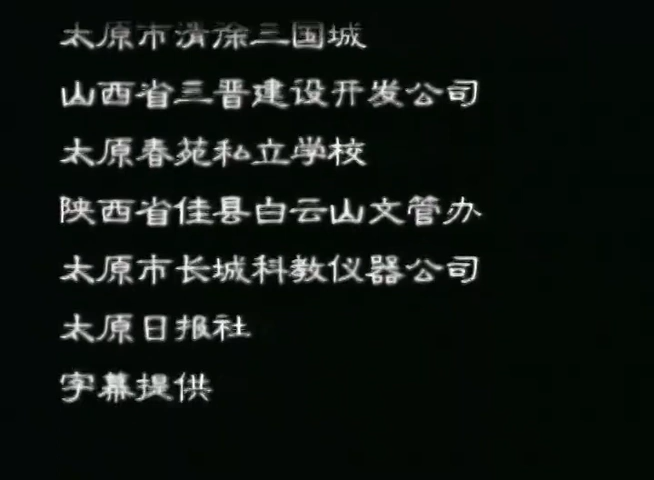 太原市清徐三国城
山西省三晋建设开发公司
太原春苑私立学校
陕西省佳县白云山文管办
太原市长城科教仪器公司
太原日报社
字幕提供